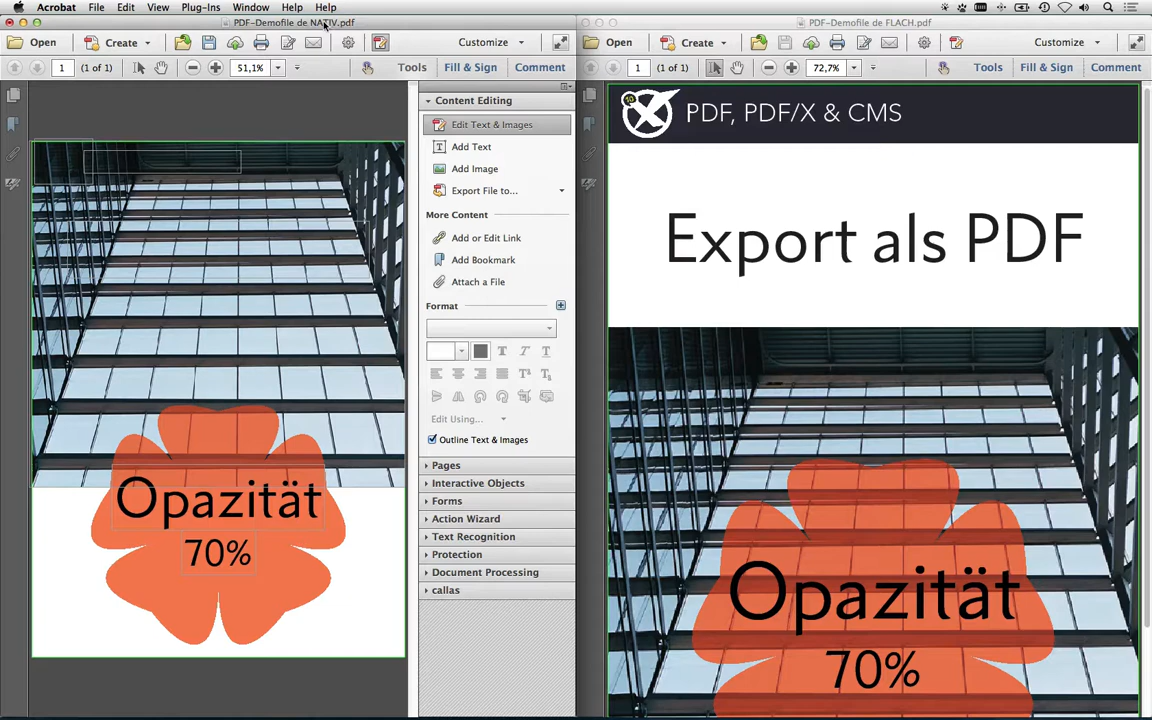 Acrobat File Edit View Plug-Ins Window Help Help
PDF-Demofile de NATIV.pdf
Open Create Customize
1 (1 of 1) 51,1% Tools Fill & Sign Comment
Content Editing
Edit Text & Images
Add Text
Add Image
Export File to...
More Content
Add or Edit Link
Add Bookmark
Attach a File
Format
Edit Using...
Outline Text & Images
Pages
Interactive Objects
Forms
Action Wizard
Text Recognition
Protection
Document Processing
callas
Opazität
70%
PDF-Demofile de FLACH.pdf
Open Create Customize
1 (1 of 1) 72,7% Tools Fill & Sign Comment
10
PDF, PDF/X & CMS
Export als PDF
Opazität
70%